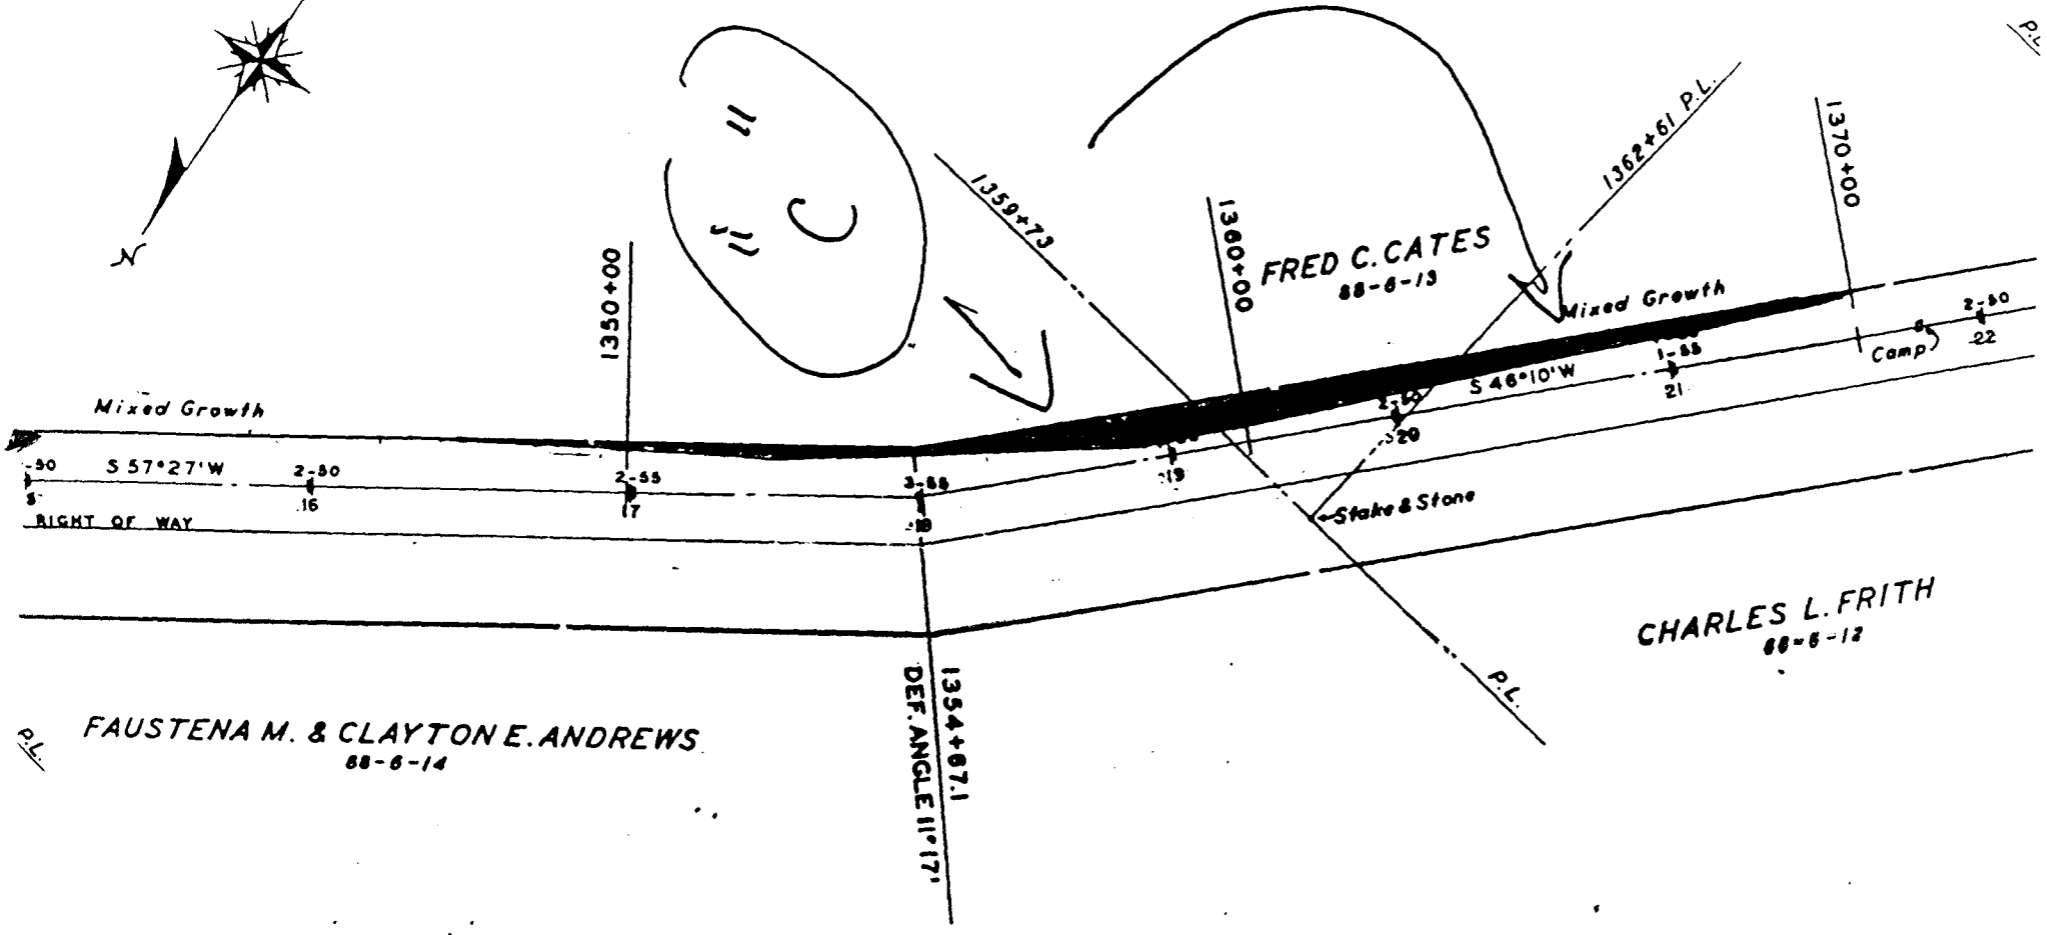 P.L.
N
" C "
1350+00
1359+73
1360+00
FRED C. CATES
88-6-13
1362+61 P.L.
1370+00
Mixed Growth
Mixed Growth
S 57°27'W
2-50
16
2-55
17
3-55
18
19
2-50
20
S 46°10'W
1-55
21
Camp
2-50
22
RIGHT OF WAY
Stake & Stone
CHARLES L. FRITH
88-6-12
P.L.
P.L.
FAUSTENA M. & CLAYTON E. ANDREWS
88-6-14
1354+67.1
DEF. ANGLE 11°17'